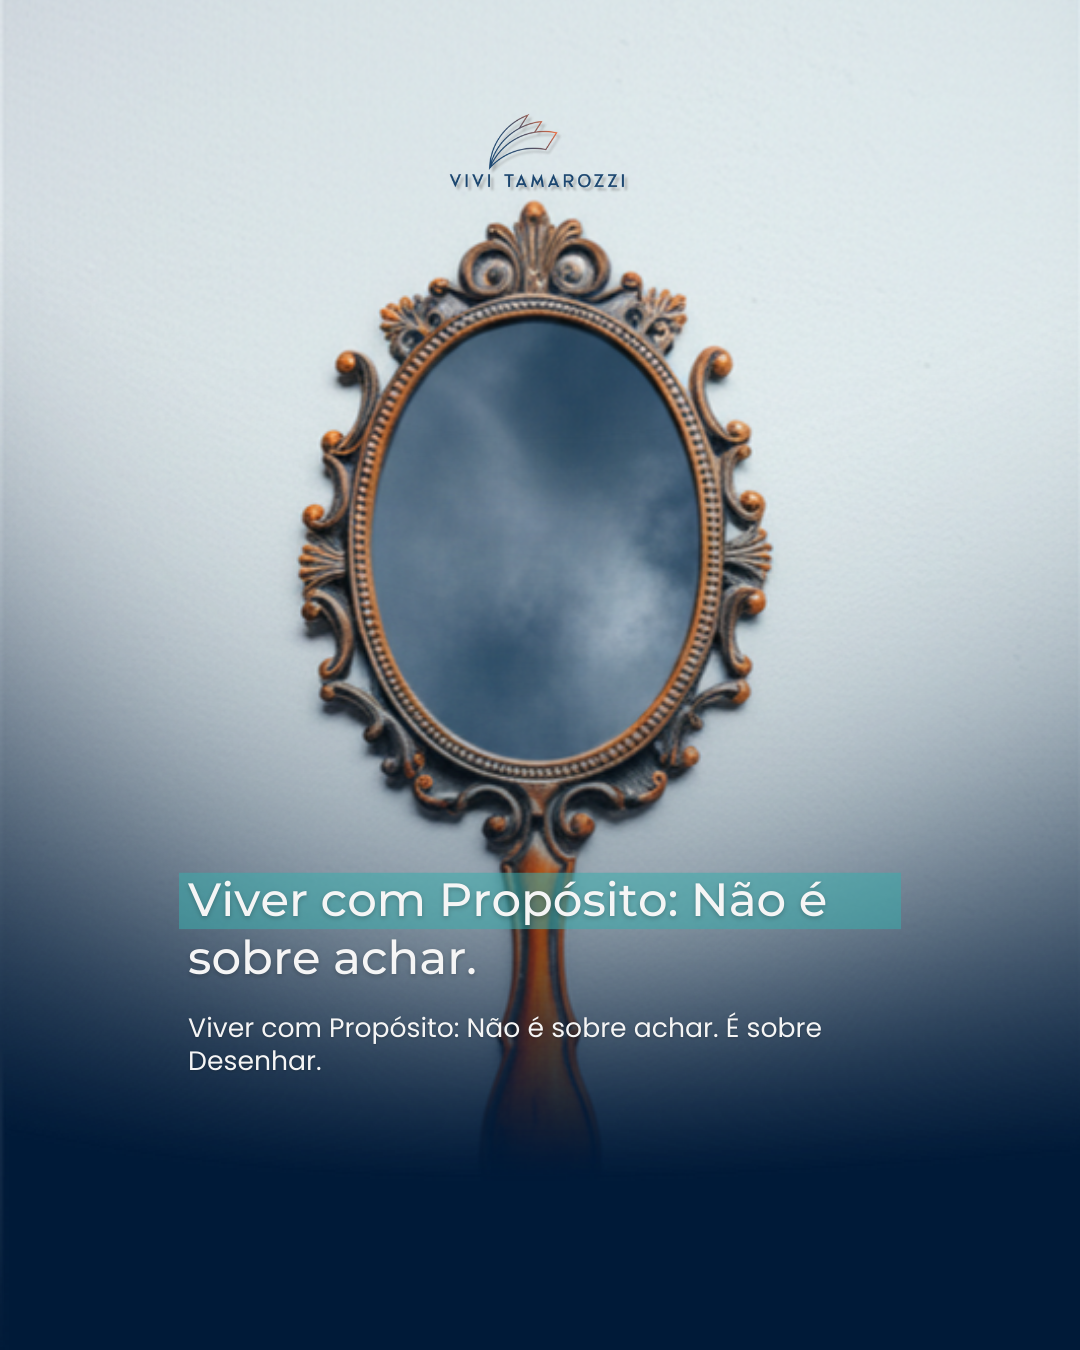 VIVI TAMAROZZI
Viver com Propósito: Não é
sobre achar.
Viver com Propósito: Não é sobre achar. É sobre
Desenhar.